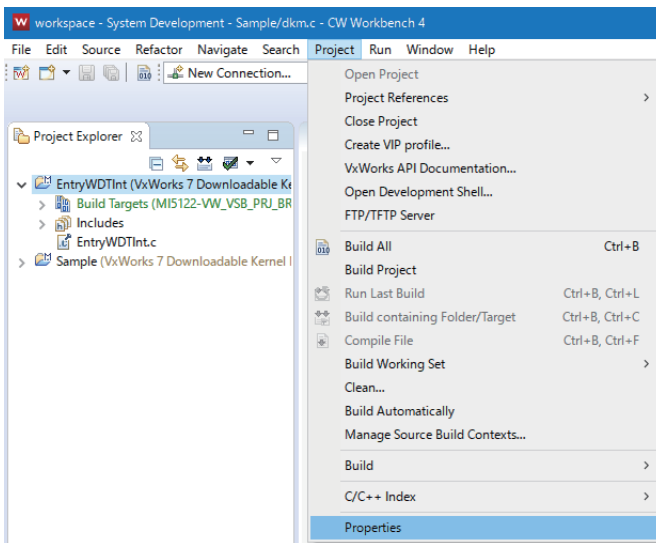 workspace - System Development - Sample/dkm.c - CW Workbench 4
File Edit Source Refactor Navigate Search Project Run Window Help
New Connection...
Open Project
Project References
Close Project
Create VIP profile...
VxWorks API Documentation...
Open Development Shell...
FTP/TFTP Server
Build All Ctrl+B
Build Project
Run Last Build Ctrl+B, Ctrl+L
Build containing Folder/Target Ctrl+B, Ctrl+C
Compile File Ctrl+B, Ctrl+F
Build Working Set
Clean...
Build Automatically
Manage Source Build Contexts...
Build
C/C++ Index
Properties
Project Explorer
EntryWDTInt (VxWorks 7 Downloadable Ke
Build Targets (MI5122-VW_VSB_PRJ_BR
Includes
EntryWDTInt.c
Sample (VxWorks 7 Downloadable Kernel